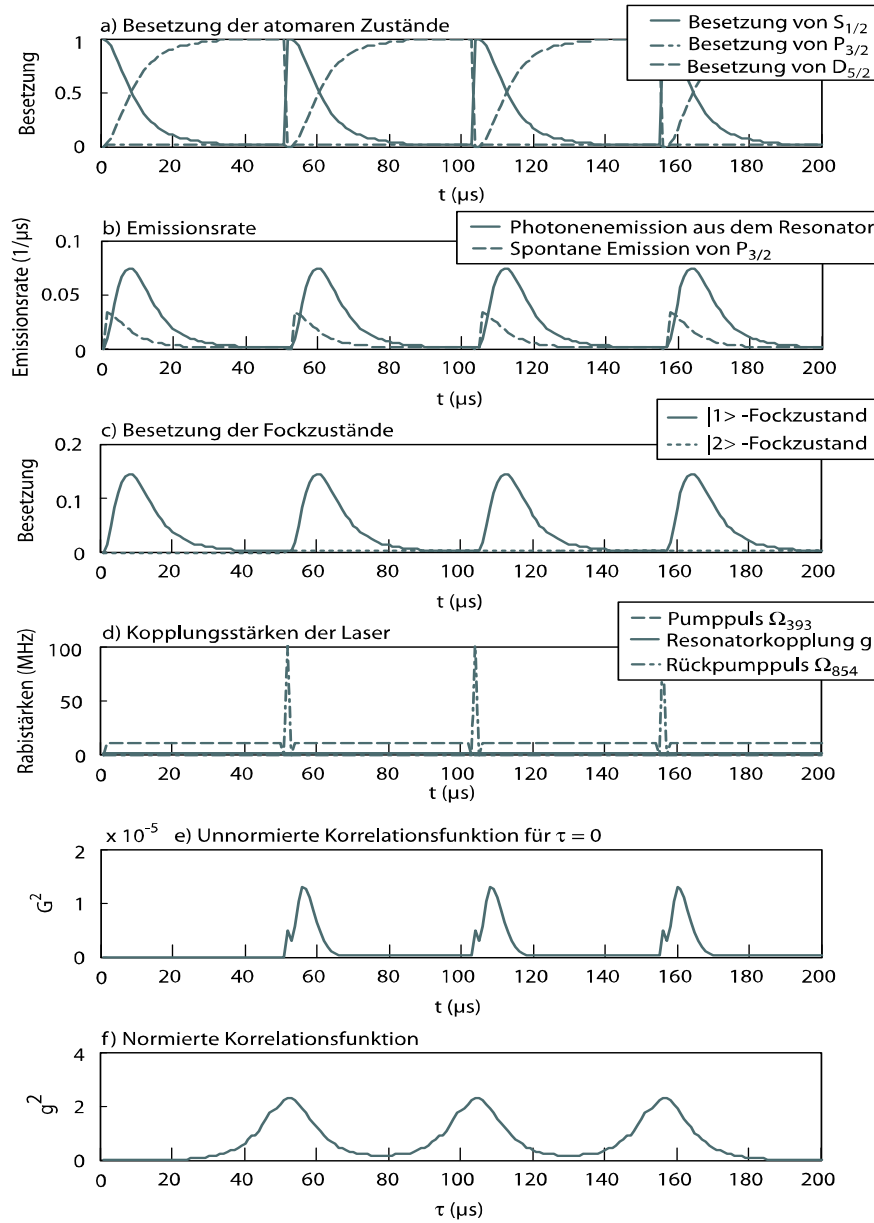 a) Besetzung der atomaren Zustände
Besetzung von S1/2
Besetzung von P3/2
Besetzung von D5/2
Besetzung
1
0.5
0
0 20 40 60 80 100 120 140 160 180 200
t (µs)
b) Emissionsrate
Photonenemission aus dem Resonator
Spontane Emission von P3/2
Emissionsrate (1/µs)
0.1
0.05
0
0 20 40 60 80 100 120 140 160 180 200
t (µs)
c) Besetzung der Fockzustände
|1> -Fockzustand
|2> -Fockzustand
Besetzung
0.2
0.1
0
0 20 40 60 80 100 120 140 160 180 200
t (µs)
d) Kopplungsstärken der Laser
Pumppuls Ω393
Resonatorkopplung g
Rückpumppuls Ω854
Rabistärken (MHz)
100
50
0
0 20 40 60 80 100 120 140 160 180 200
t (µs)
x 10-5 e) Unnormierte Korrelationsfunktion für τ = 0
G2
2
1
0
0 20 40 60 80 100 120 140 160 180 200
t (µs)
f) Normierte Korrelationsfunktion
g2
4
2
0
0 20 40 60 80 100 120 140 160 180 200
τ (µs)